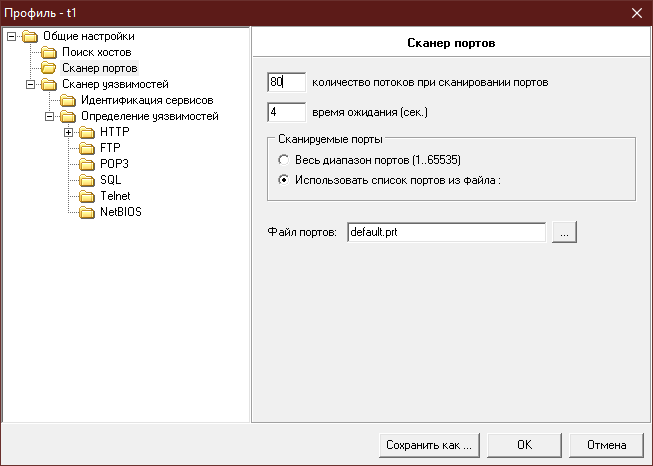 Профиль - t1
Общие настройки
Поиск хостов
Сканер портов
Сканер уязвимостей
Идентификация сервисов
Определение уязвимостей
HTTP
FTP
POP3
SQL
Telnet
NetBIOS
Сканер портов
80 количество потоков при сканировании портов
4 время ожидания (сек.)
Сканируемые порты
Весь диапазон портов (1..65535)
Использовать список портов из файла :
Файл портов: default.prt ...
Сохранить как ... OK Отмена